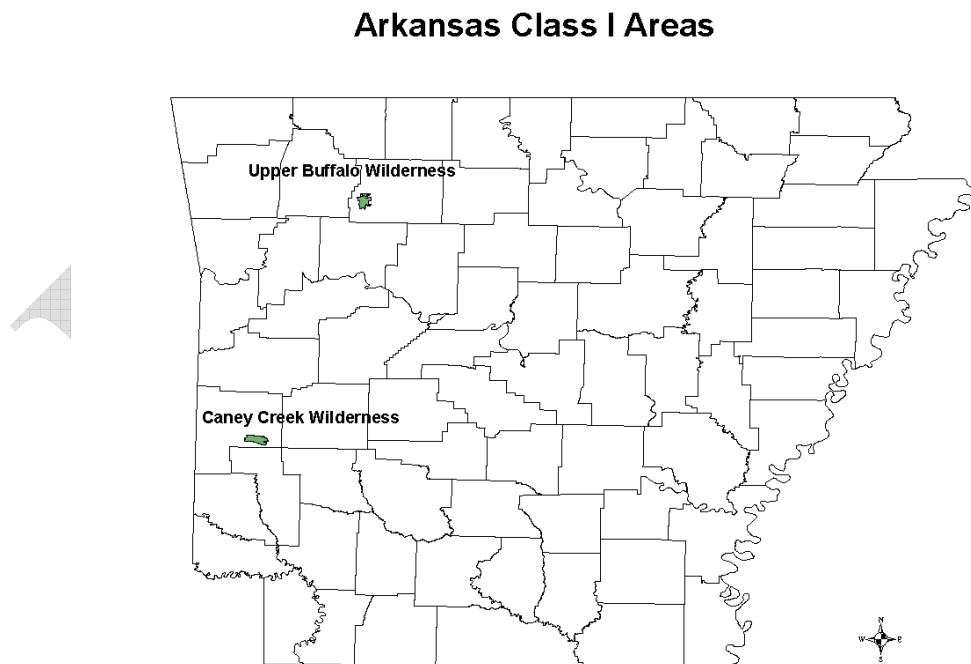 Arkansas Class I Areas
Upper Buffalo Wilderness
Caney Creek Wilderness
N
W E
S